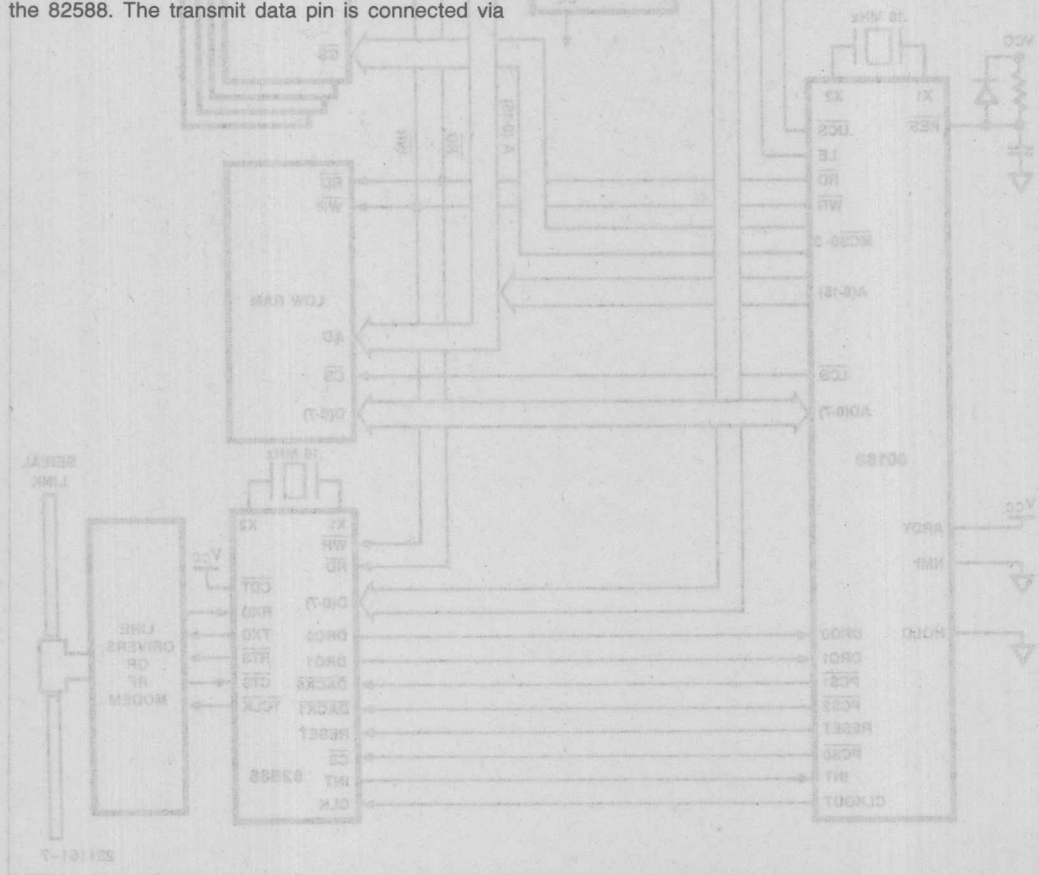 the 82588. The transmit data pin is connected via
16 MHz
VCC
CS
X2
X1
UCS
RES
LE
RD
RD
WR
WR
MCS0-3
A(8-15)
LOW RAM
A/D
CS
LCS
D(0-7)
AD(0-7)
80188
SERIAL
LINK
16 MHz
X2
X1
VCC
WR
RD
CDT
D(0-7)
RXD
TXD
RTS
CTS
TCLK
LINE
DRIVERS
OR
RF
MODEM
DRQ0
DRQ1
DACK0
DACK1
RESET
CS
INT
CLK
82588
VCC
ARDY
NMI
HOLD
DRQ0
DRQ1
PCS1
PCS2
RESET
PCS0
INT
CLKOUT
231161-7